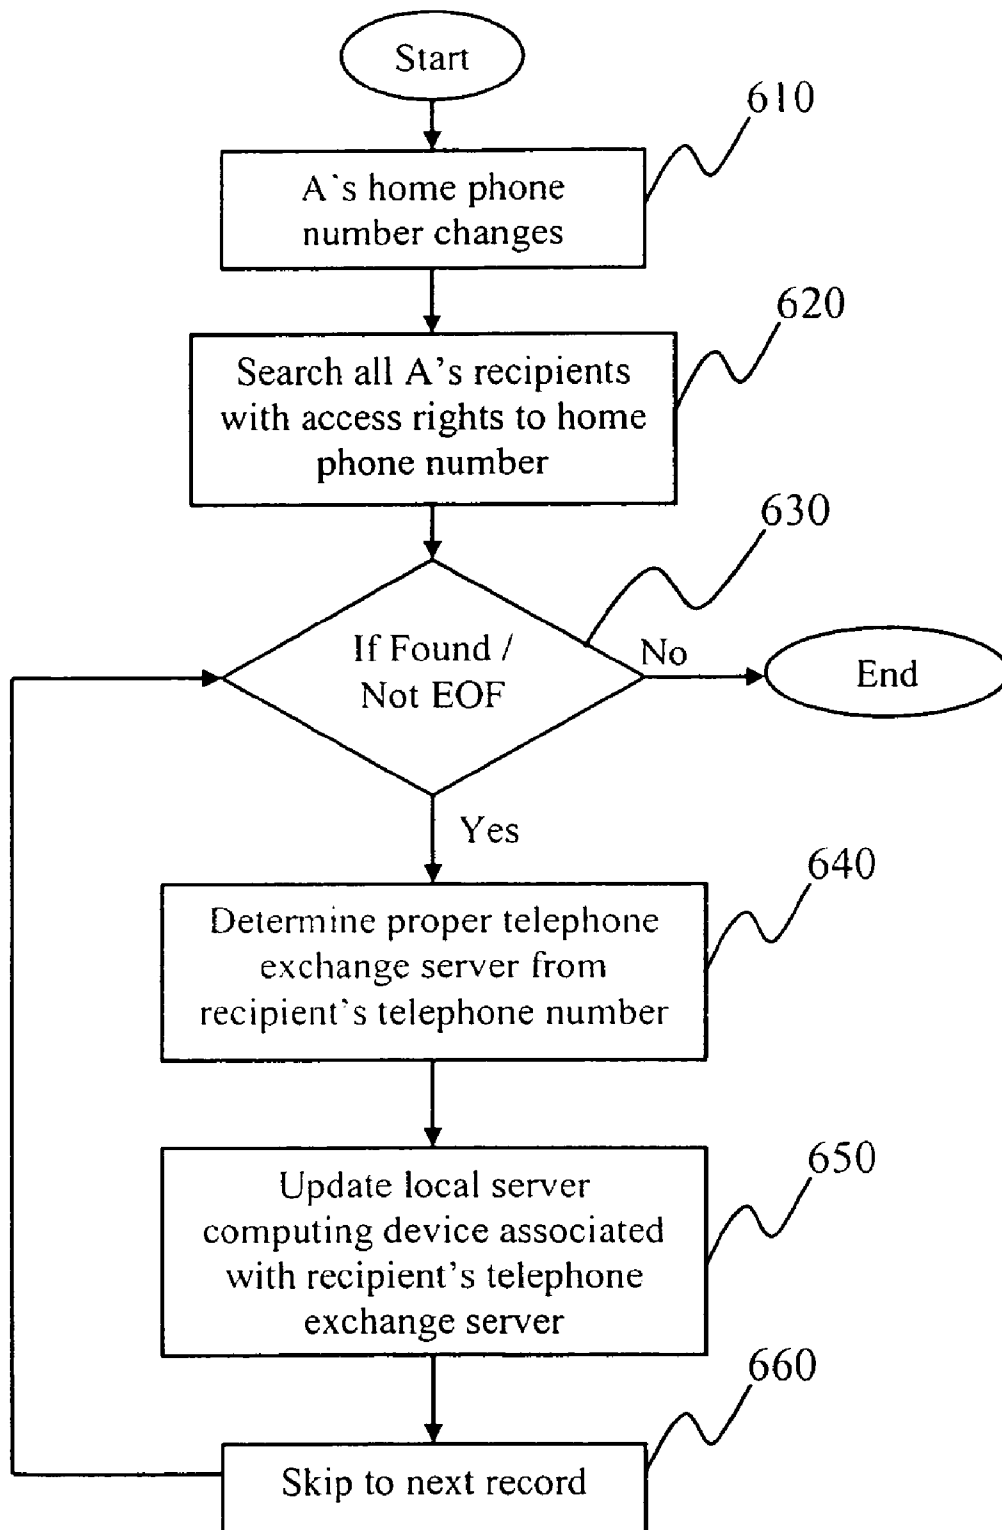 Start
610
A's home phone
number changes
620
Search all A's recipients
with access rights to home
phone number
630
If Found /
Not EOF
No
End
Yes
640
Determine proper telephone
exchange server from
recipient's telephone number
650
Update local server
computing device associated
with recipient's telephone
exchange server
660
Skip to next record